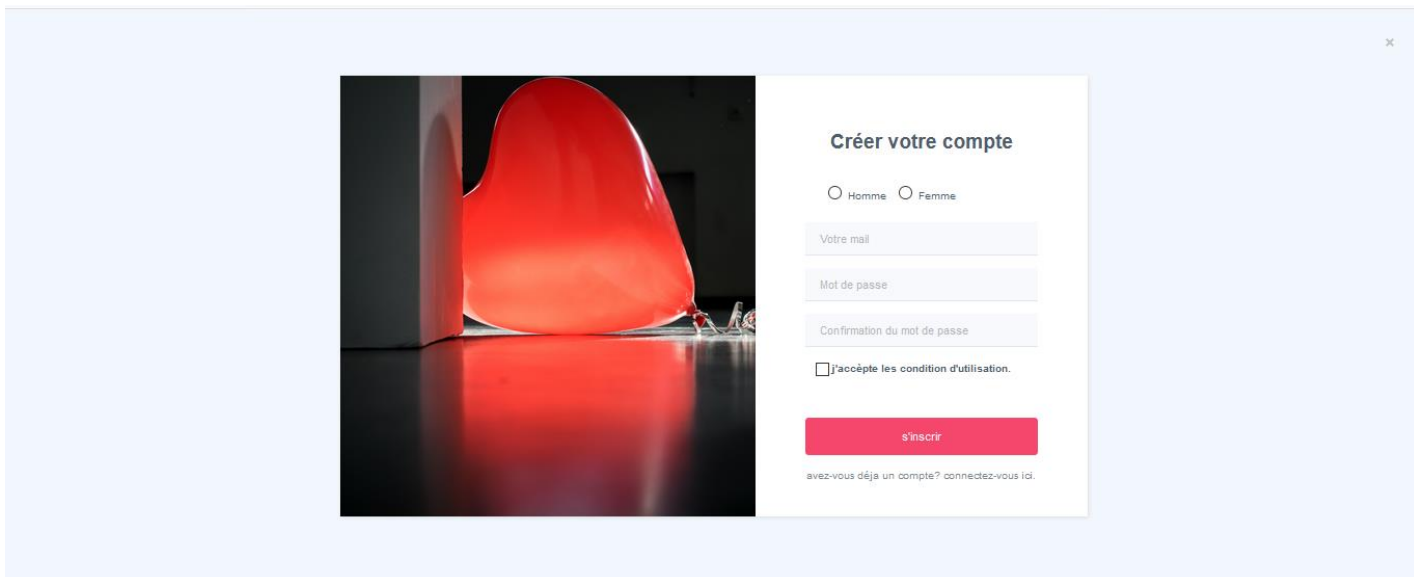 ×
Créer votre compte
Homme Femme
Votre mail
Mot de passe
Confirmation du mot de passe
j'accèpte les condition d'utilisation.
s'inscrir
avez-vous déja un compte? connectez-vous ici.